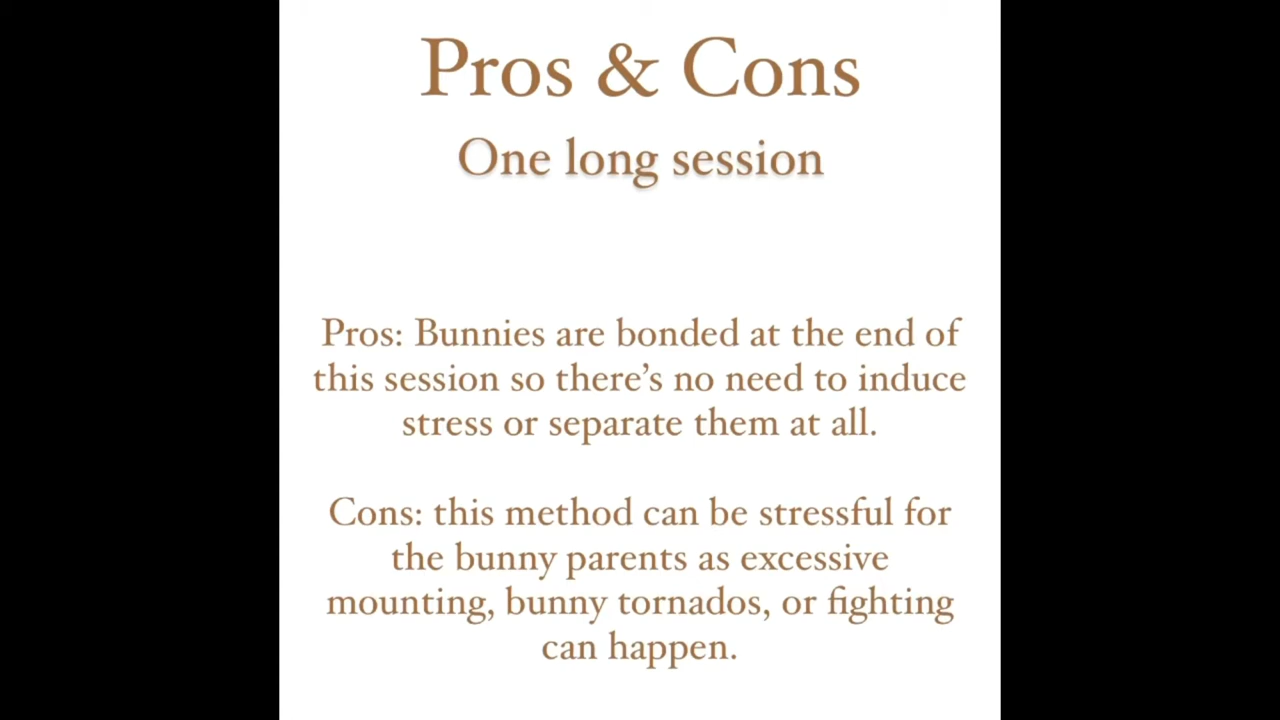 Pros & Cons
One long session
Pros: Bunnies are bonded at the end of
this session so there’s no need to induce
stress or separate them at all.
Cons: this method can be stressful for
the bunny parents as excessive
mounting, bunny tornados, or fighting
can happen.